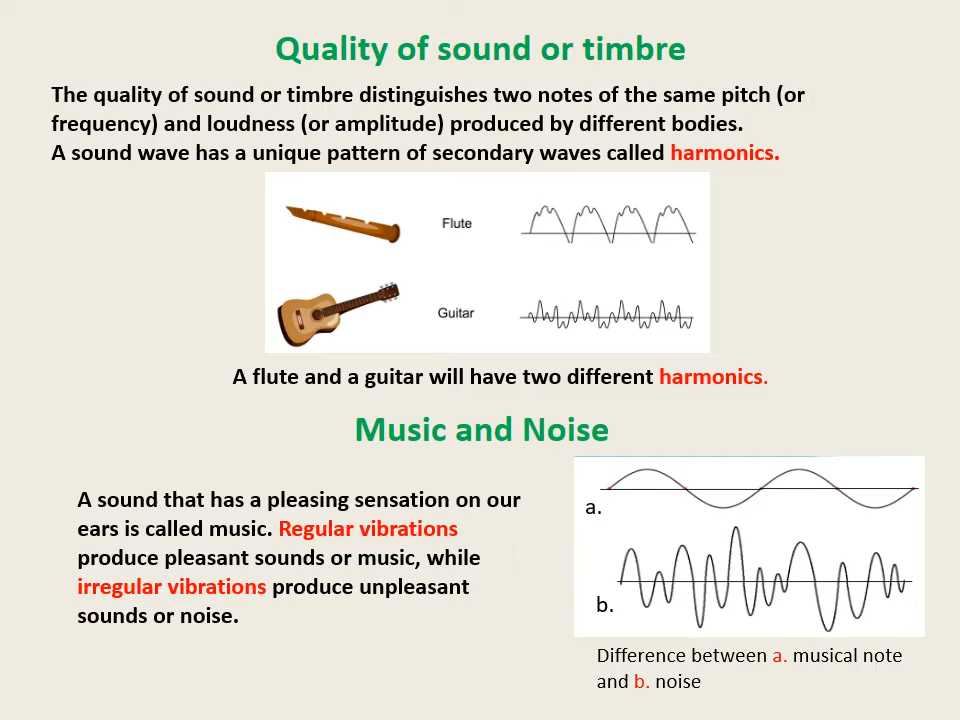 Quality of sound or timbre
The quality of sound or timbre distinguishes two notes of the same pitch (or
frequency) and loudness (or amplitude) produced by different bodies.
A sound wave has a unique pattern of secondary waves called harmonics.
Flute
Guitar
A flute and a guitar will have two different harmonics.
Music and Noise
A sound that has a pleasing sensation on our
ears is called music. Regular vibrations
produce pleasant sounds or music, while
irregular vibrations produce unpleasant
sounds or noise.
a.
b.
Difference between a. musical note
and b. noise